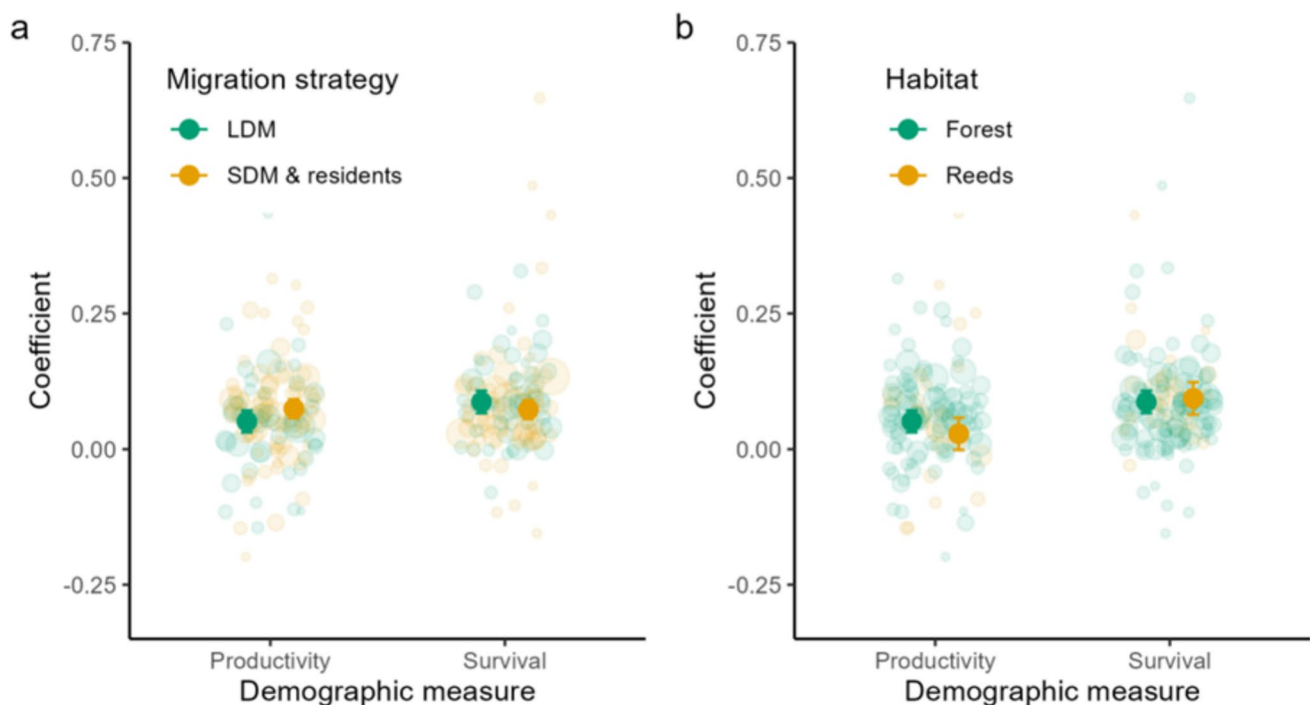 a
0.75
Migration strategy
LDM
SDM & residents
0.50
0.25
0.00
-0.25
Coefficient
Productivity
Survival
Demographic measure
b
0.75
Habitat
Forest
Reeds
0.50
0.25
0.00
-0.25
Coefficient
Productivity
Survival
Demographic measure